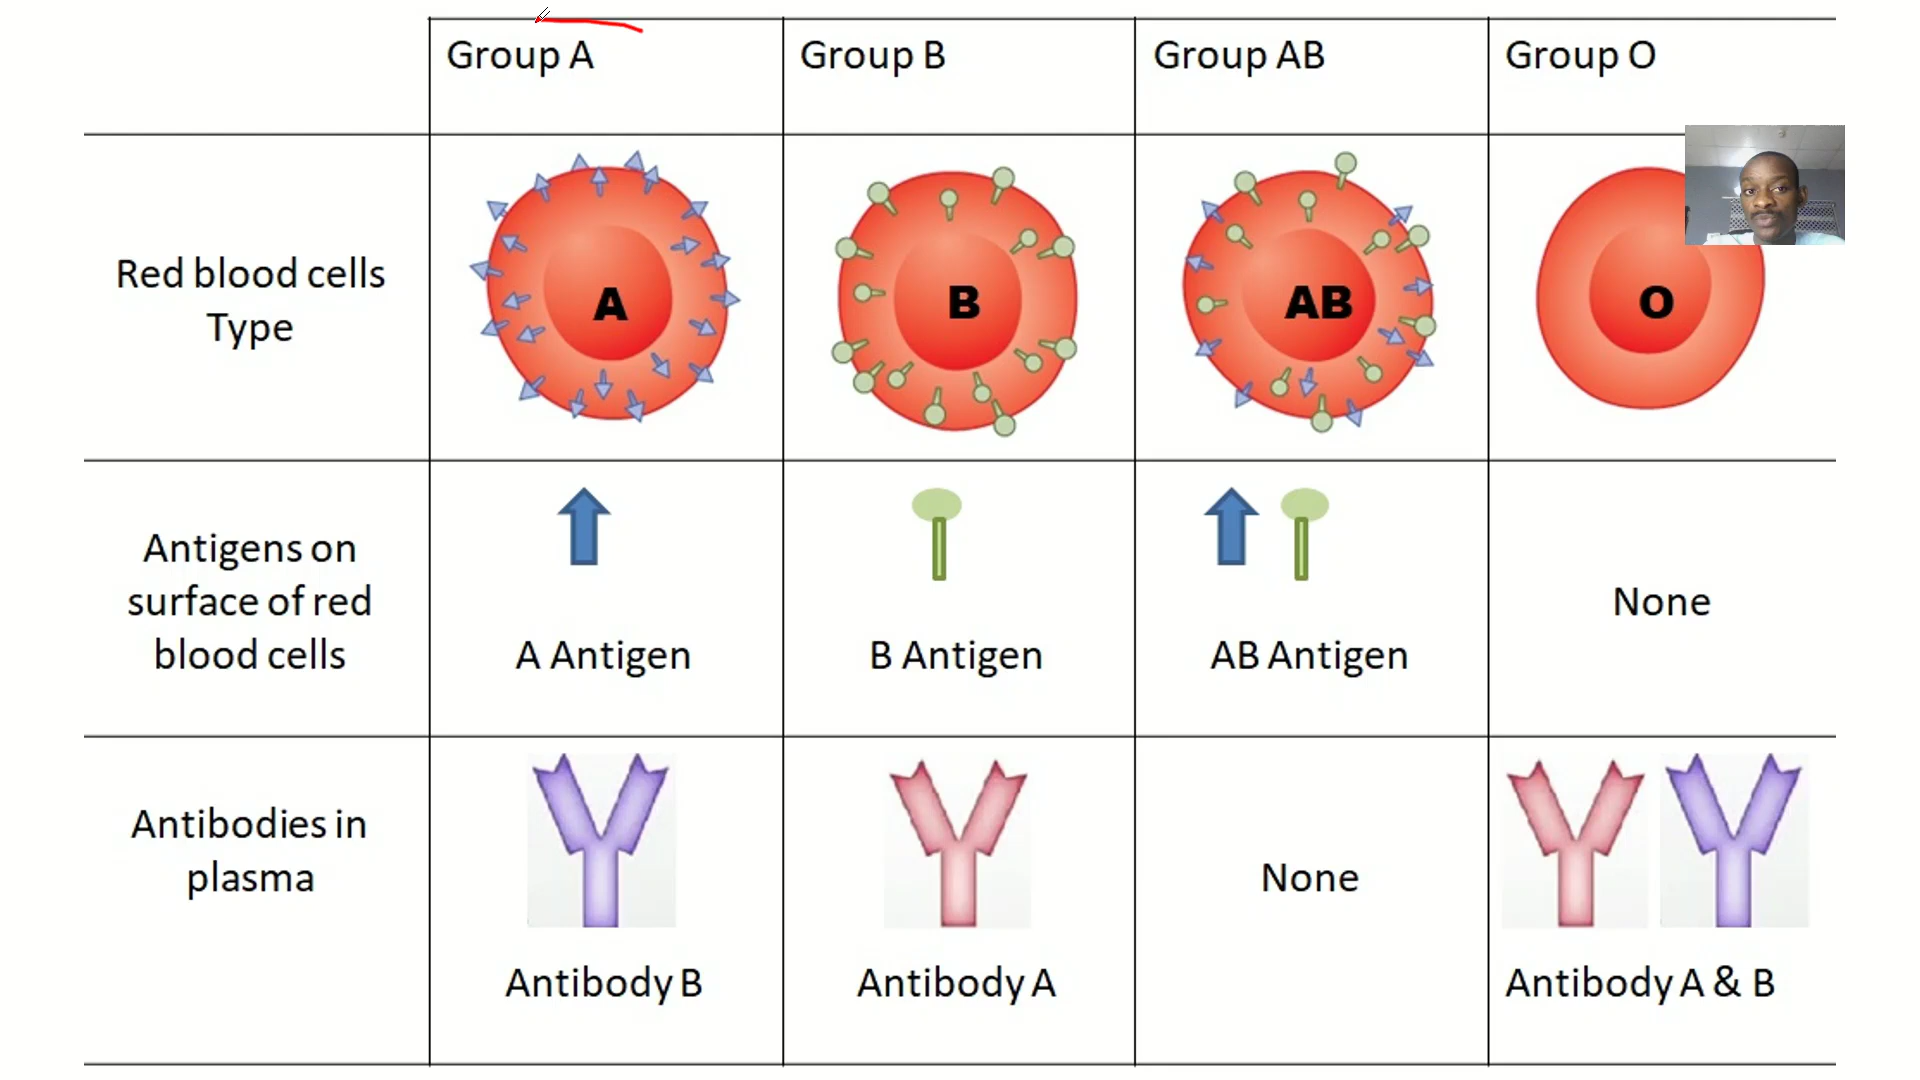 Group A
Group B
Group AB
Group O
Red blood cells
Type
A
B
AB
O
Antigens on
surface of red
blood cells
A Antigen
B Antigen
AB Antigen
None
Antibodies in
plasma
Antibody B
Antibody A
None
Antibody A & B